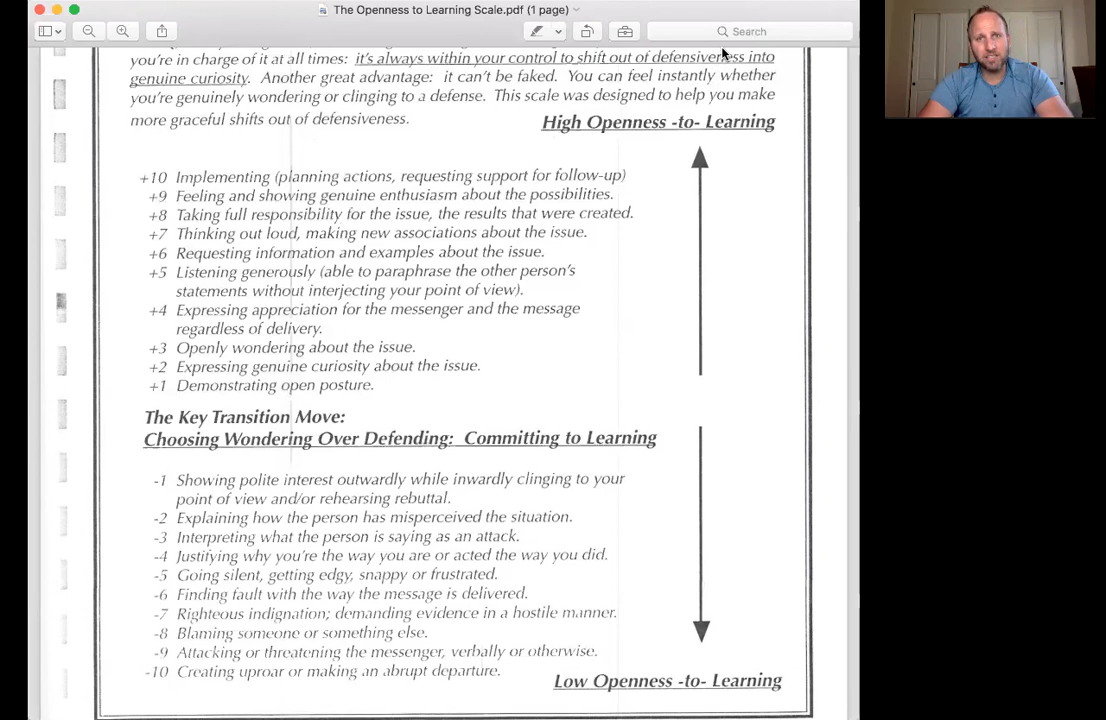 The Openness to Learning Scale.pdf (1 page)
Search
you're in charge of it at all times: it's always within your control to shift out of defensiveness into
genuine curiosity. Another great advantage: it can't be faked. You can feel instantly whether
you're genuinely wondering or clinging to a defense. This scale was designed to help you make
more graceful shifts out of defensiveness.
High Openness -to- Learning
+10 Implementing (planning actions, requesting support for follow-up)
+9 Feeling and showing genuine enthusiasm about the possibilities.
+8 Taking full responsibility for the issue, the results that were created.
+7 Thinking out loud, making new associations about the issue.
+6 Requesting information and examples about the issue.
+5 Listening generously (able to paraphrase the other person's
statements without interjecting your point of view).
+4 Expressing appreciation for the messenger and the message
regardless of delivery.
+3 Openly wondering about the issue.
+2 Expressing genuine curiosity about the issue.
+1 Demonstrating open posture.
The Key Transition Move:
Choosing Wondering Over Defending: Committing to Learning
-1 Showing polite interest outwardly while inwardly clinging to your
point of view and/or rehearsing rebuttal.
-2 Explaining how the person has misperceived the situation.
-3 Interpreting what the person is saying as an attack.
-4 Justifying why you're the way you are or acted the way you did.
-5 Going silent, getting edgy, snappy or frustrated.
-6 Finding fault with the way the message is delivered.
-7 Righteous indignation; demanding evidence in a hostile manner.
-8 Blaming someone or something else.
-9 Attacking or threatening the messenger, verbally or otherwise.
-10 Creating uproar or making an abrupt departure.
Low Openness -to- Learning